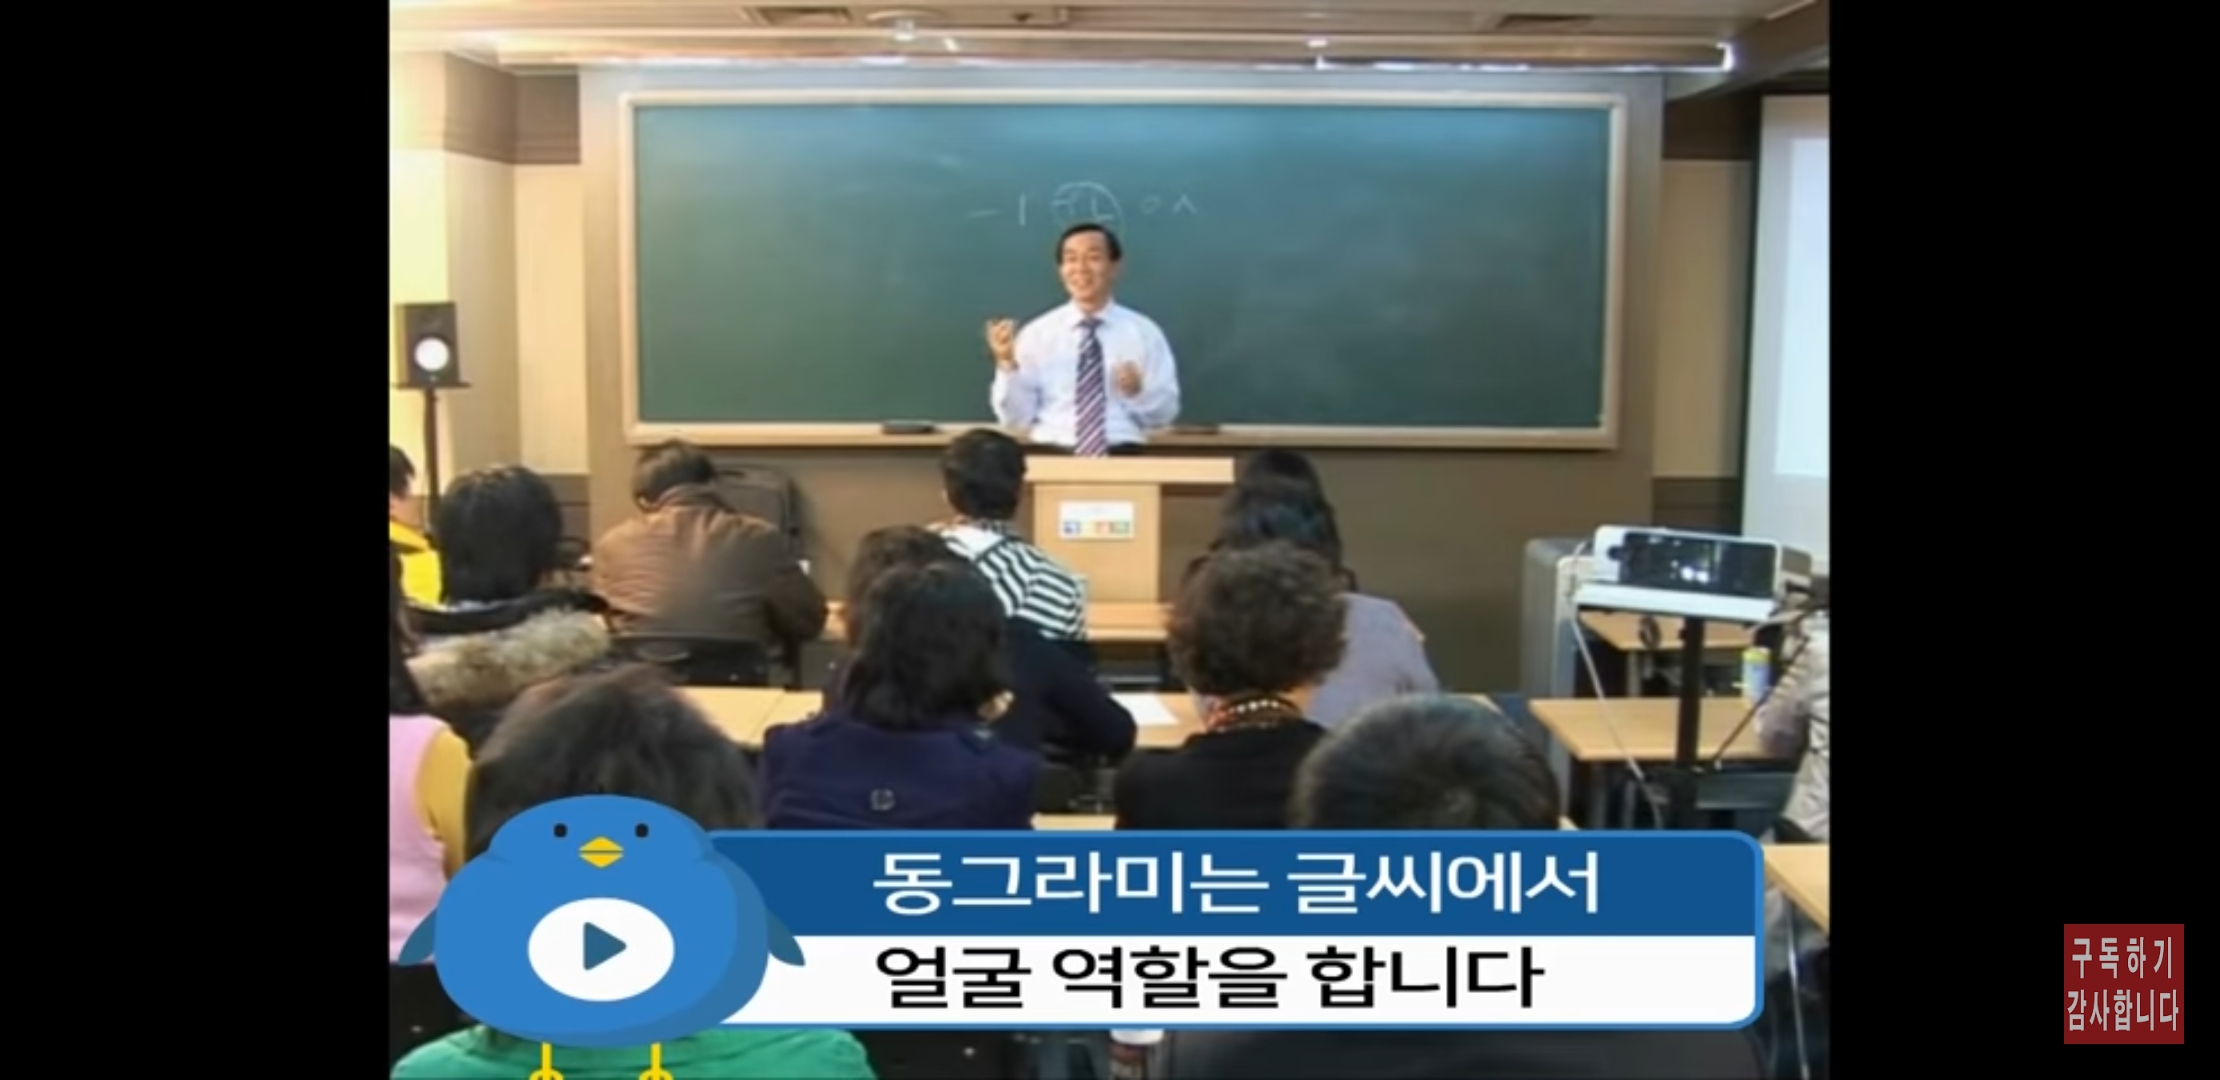 ㅡ ㅣ ㄱ ㄴ ㅇ ㅅ
동그라미는 글씨에서
얼굴 역할을 합니다
구독하기
감사합니다